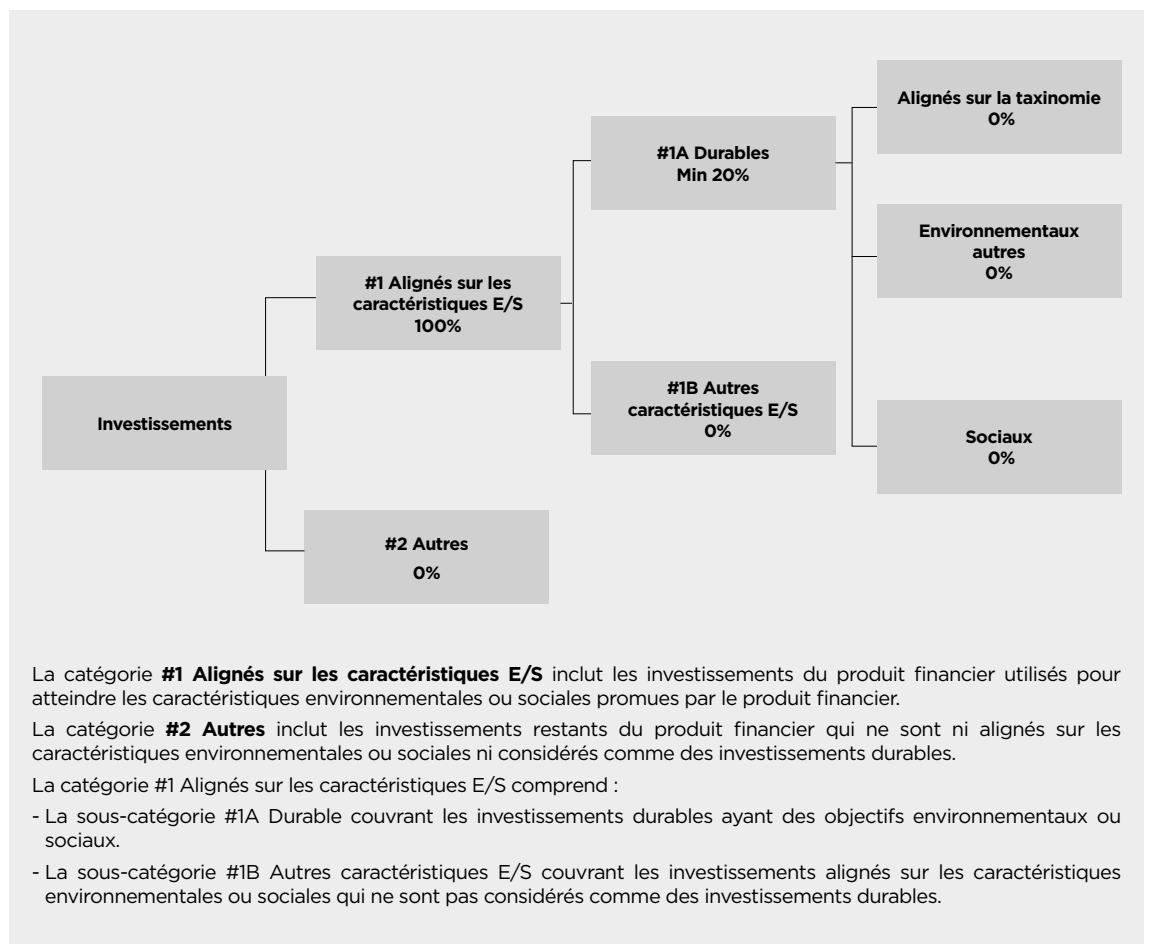 Alignés sur la taxinomie
0%
#1A Durables
Min 20%
Environnementaux
autres
0%
#1 Alignés sur les
caractéristiques E/S
100%
#1B Autres
caractéristiques E/S
0%
Investissements
Sociaux
0%
#2 Autres
0%
La catégorie #1 Alignés sur les caractéristiques E/S inclut les investissements du produit financier utilisés pour
atteindre les caractéristiques environnementales ou sociales promues par le produit financier.
La catégorie #2 Autres inclut les investissements restants du produit financier qui ne sont ni alignés sur les
caractéristiques environnementales ou sociales ni considérés comme des investissements durables.
La catégorie #1 Alignés sur les caractéristiques E/S comprend :
- La sous-catégorie #1A Durable couvrant les investissements durables ayant des objectifs environnementaux ou
sociaux.
- La sous-catégorie #1B Autres caractéristiques E/S couvrant les investissements alignés sur les caractéristiques
environnementales ou sociales qui ne sont pas considérés comme des investissements durables.